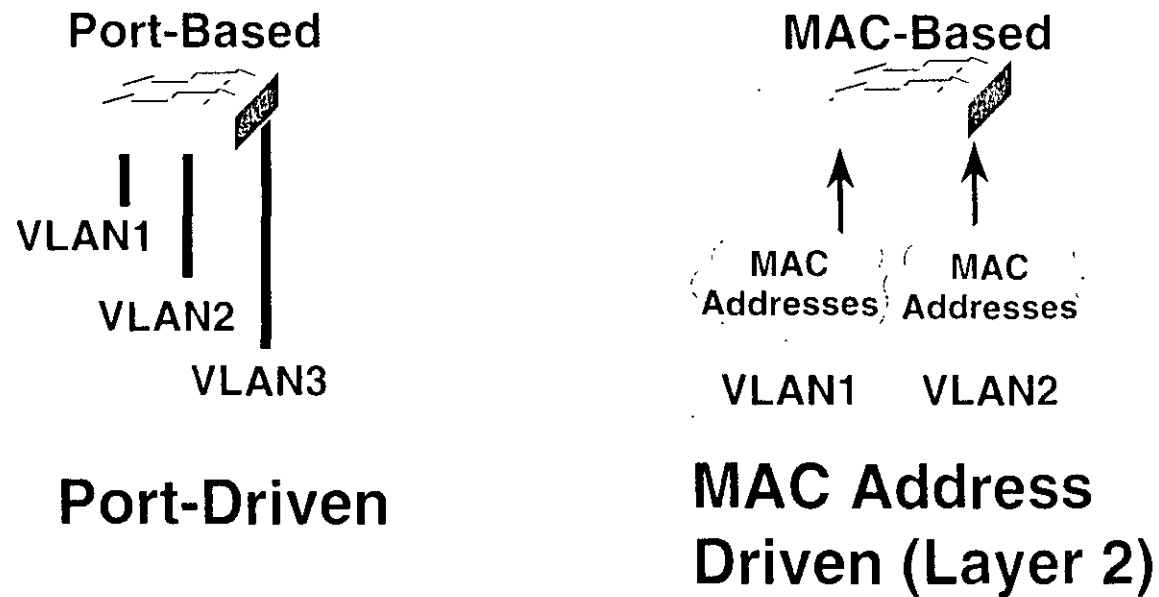 Port-Based
VLAN1
VLAN2
VLAN3
Port-Driven
MAC-Based
MAC
Addresses
MAC
Addresses
VLAN1
VLAN2
MAC Address
Driven (Layer 2)